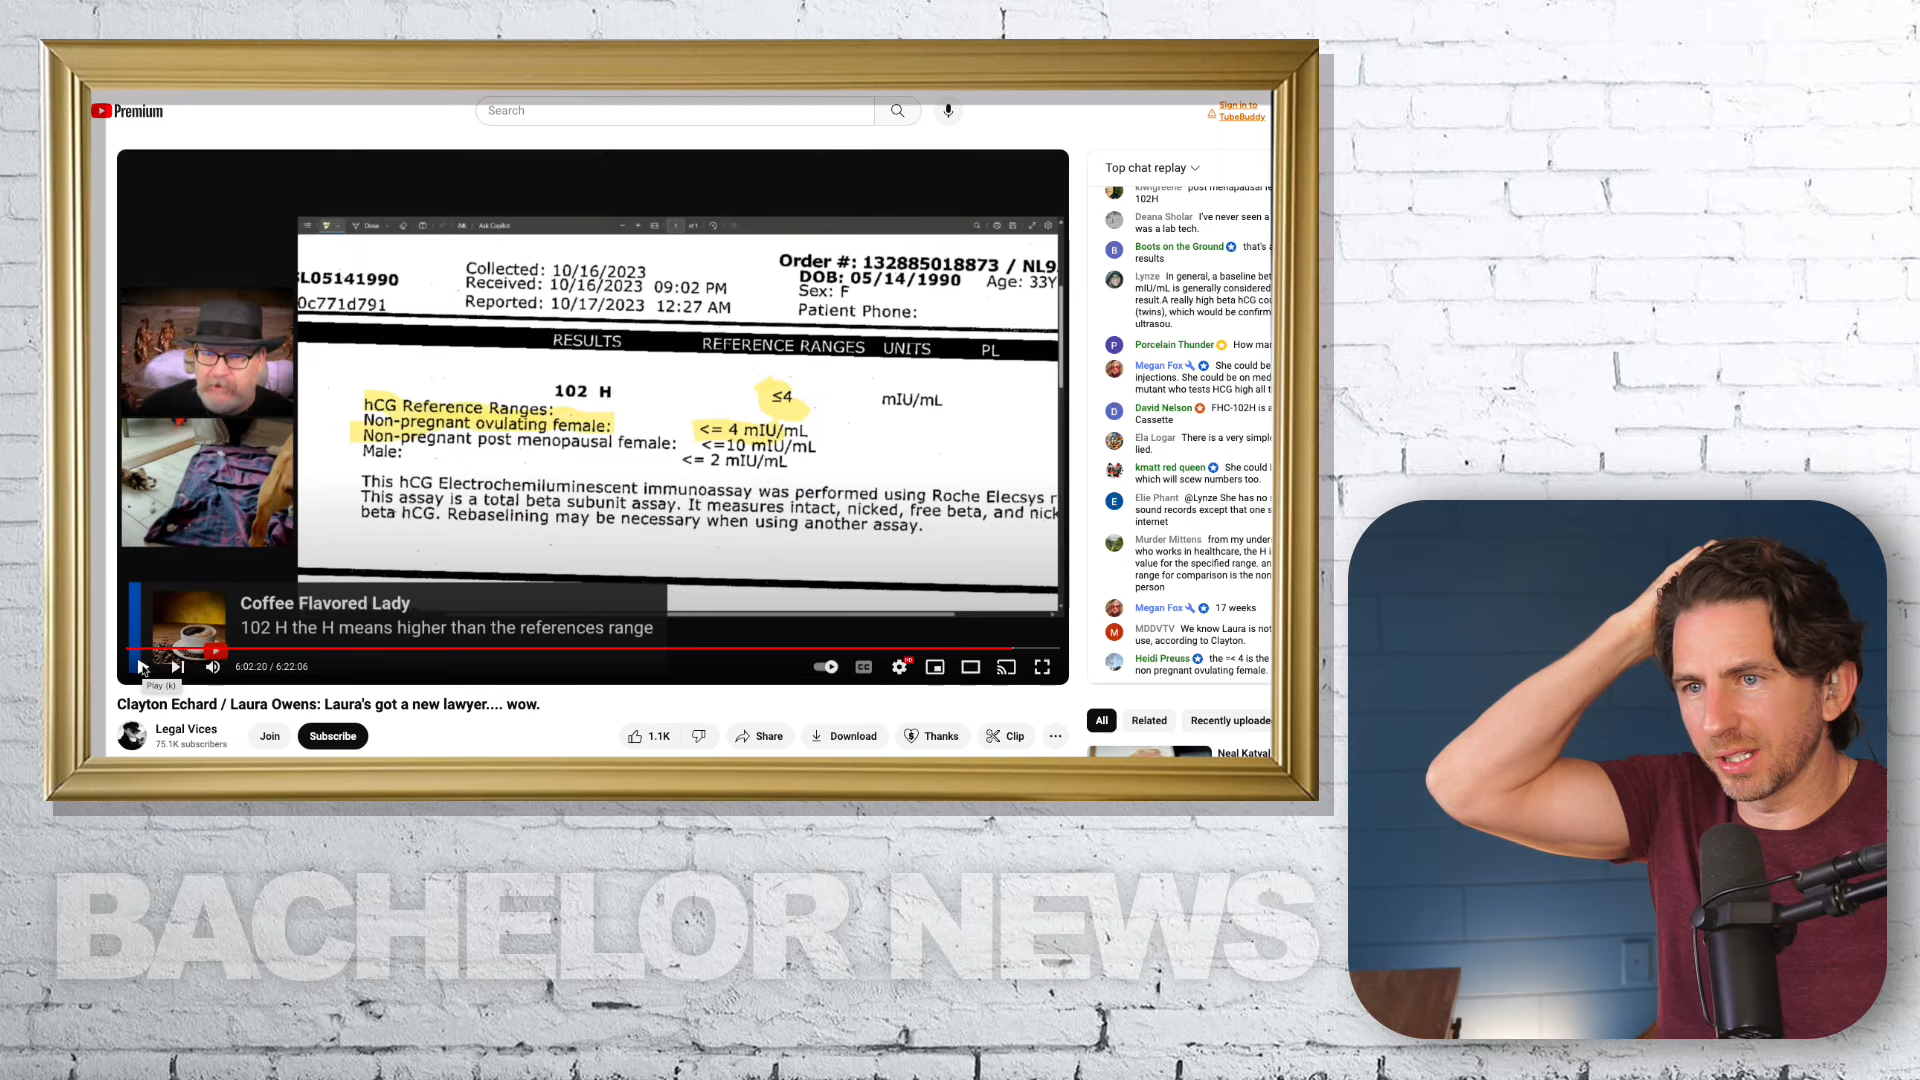 Premium
Search
Sign in to
TubeBuddy
Draw
Ask Copilot
1
of 1
SL05141990
0c771d791
Collected: 10/16/2023
Received: 10/16/2023 09:02 PM
Reported: 10/17/2023 12:27 AM
Order #: 132885018873 / NL9
DOB: 05/14/1990 Age: 33Y
Sex: F
Patient Phone:
RESULTS REFERENCE RANGES UNITS PL
102 H ≤4 mIU/mL
hCG Reference Ranges:
Non-pregnant ovulating female: <= 4 mIU/mL
Non-pregnant post menopausal female: <=10 mIU/mL
Male: <= 2 mIU/mL
This hCG Electrochemiluminescent immunoassay was performed using Roche Elecsys r
This assay is a total beta subunit assay. It measures intact, nicked, free beta, and nick
beta hCG. Rebaselining may be necessary when using another assay.
Coffee Flavored Lady
102 H the H means higher than the references range
6:02:20 / 6:22:06
CC
HD
Play (k)
Clayton Echard / Laura Owens: Laura's got a new lawyer.... wow.
Legal Vices
75.1K subscribers
Join
Subscribe
1.1K
Share
Download
Thanks
Clip
Top chat replay
kiwigreene post menopausal
102H
Deana Sholar I've never seen a
was a lab tech.
B
Boots on the Ground that's
results
Lynze In general, a baseline bet
mIU/mL is generally considered
result.A really high beta hCG cou
(twins), which would be confirm
ultrasou.
P
Porcelain Thunder How mar
Megan Fox She could be
injections. She could be on med
mutant who tests HCG high all t
D
David Nelson FHC-102H is a
Cassette
Ela Logar There is a very simpl
lied.
kmatt red queen She could
which will scew numbers too.
E
Elie Phant @Lynze She has no
sound records except that one s
internet
Murder Mittens from my under
who works in healthcare, the H i
value for the specified range. an
range for comparison is the non
person
Megan Fox 17 weeks
M
MDDVTV We know Laura is not
use, according to Clayton.
Heidi Preuss the =< 4 is the
non pregnant ovulating female.
All
Related
Recently uploade
Neal Katyal
BACHELOR NEWS